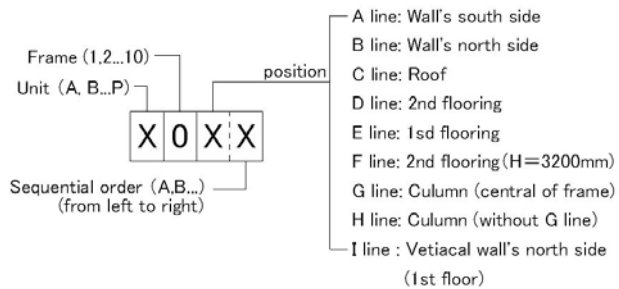 Frame (1,2...10)
Unit (A, B...P)
X 0 X X
Sequential order (A,B...)
(from left to right)
position
A line: Wall's south side
B line: Wall's north side
C line: Roof
D line: 2nd flooring
E line: 1sd flooring
F line: 2nd flooring(H=3200mm)
G line: Culumn (central of frame)
H line: Culumn (without G line)
I line : Vetiacal wall's north side
(1st floor)